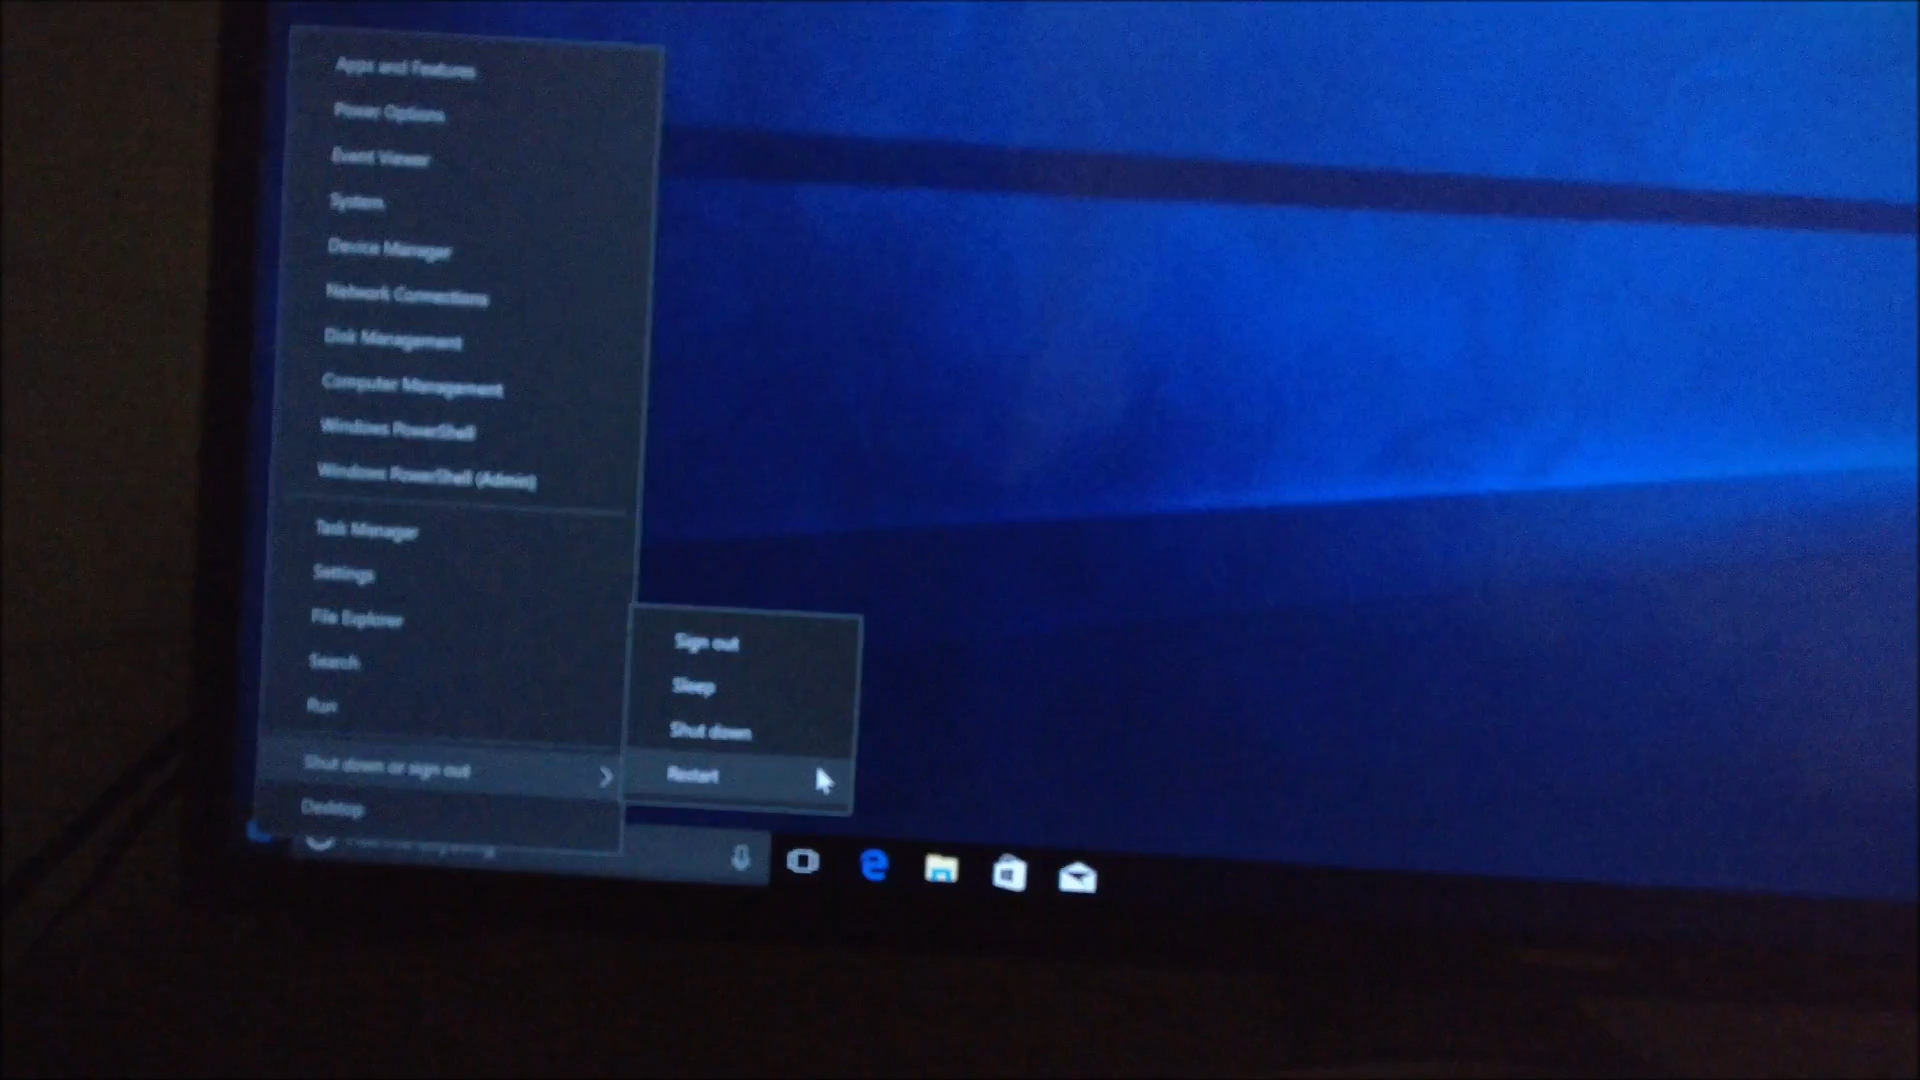 Apps and Features
Power Options
Event Viewer
System
Device Manager
Network Connections
Disk Management
Computer Management
Windows PowerShell
Windows PowerShell (Admin)
Task Manager
Settings
File Explorer
Search
Run
Shut down or sign out
Desktop
Sign out
Sleep
Shut down
Restart